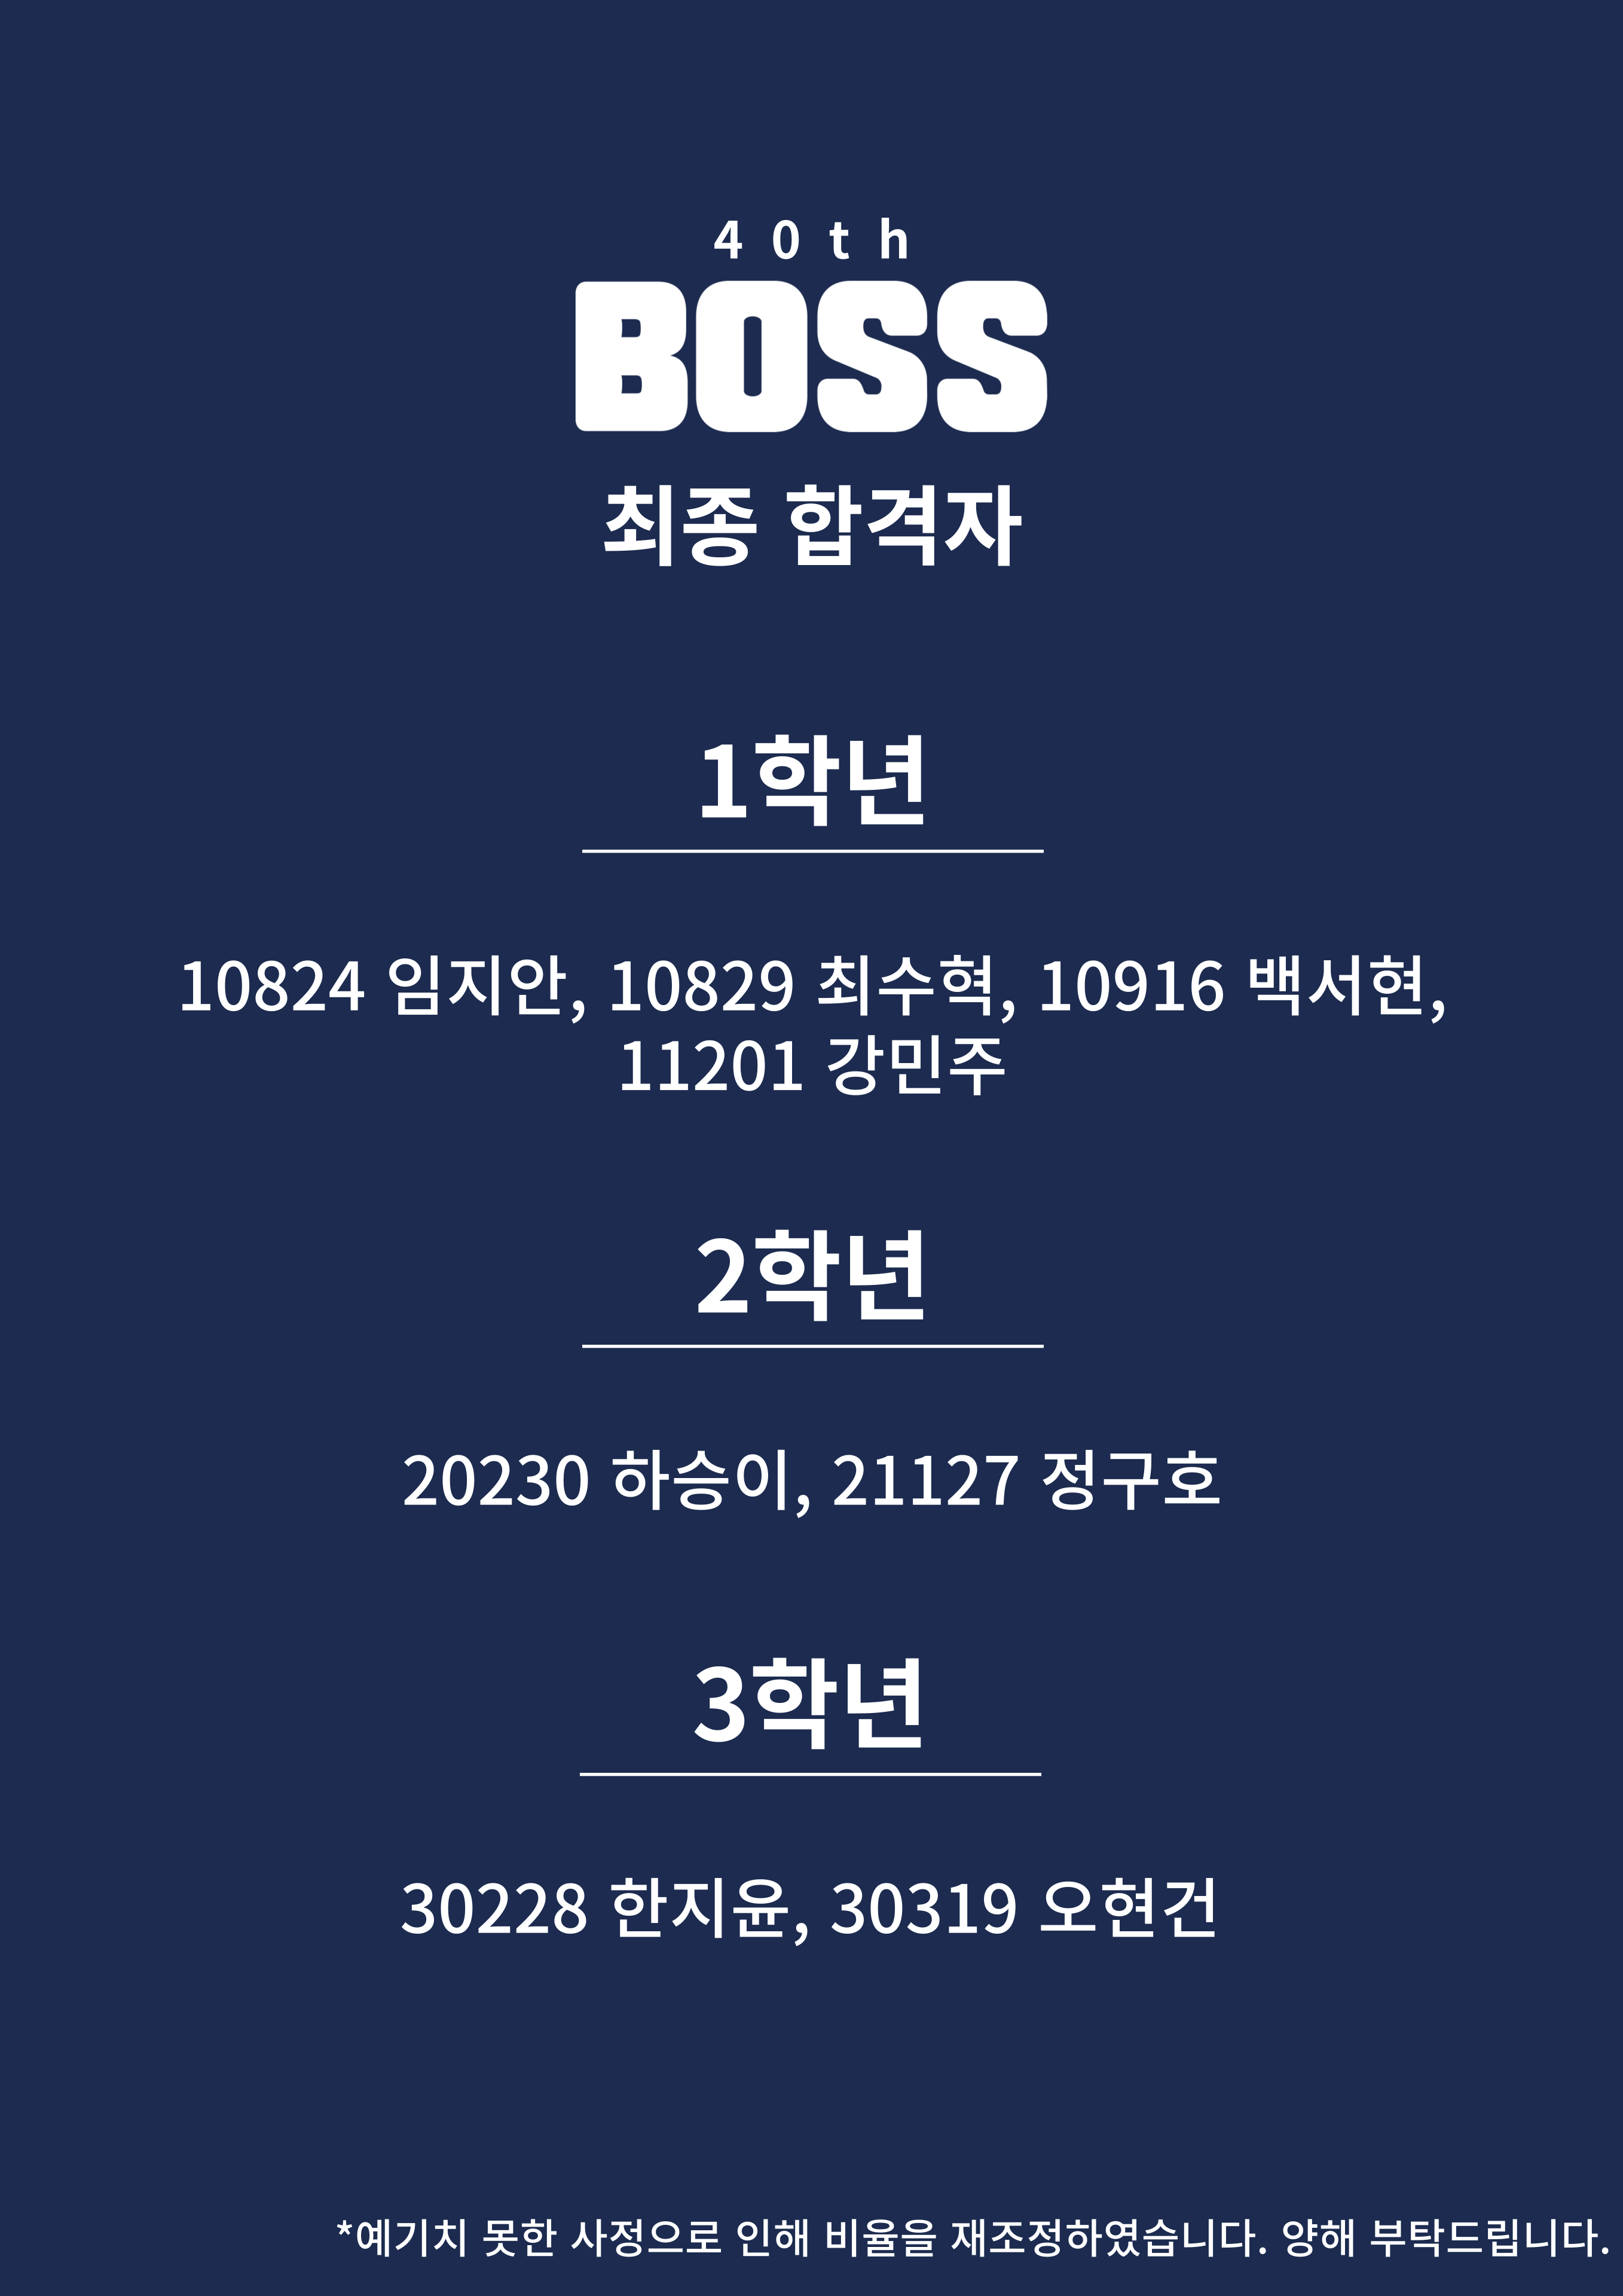 40th
BOSS
최종 합격자
1학년
10824 임지안, 10829 최수혁, 10916 백서현,
11201 강민주
2학년
20230 하승이, 21127 정구호
3학년
30228 한지윤, 30319 오현건
*예기치 못한 사정으로 인해 비율을 재조정하였습니다. 양해 부탁드립니다.